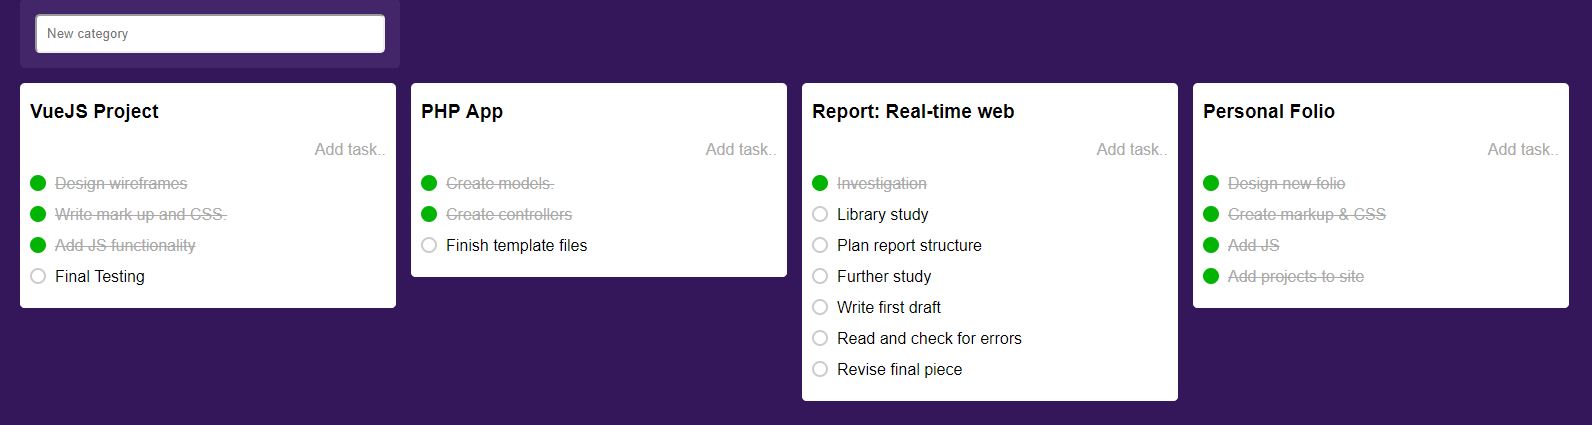 New category
VueJS Project
Add task..
Design wireframes
Write mark up and CSS.
Add JS functionality
Final Testing
PHP App
Add task..
Create models.
Create controllers
Finish template files
Report: Real-time web
Add task..
Investigation
Library study
Plan report structure
Further study
Write first draft
Read and check for errors
Revise final piece
Personal Folio
Add task..
Design new folio
Create markup & CSS
Add JS
Add projects to site